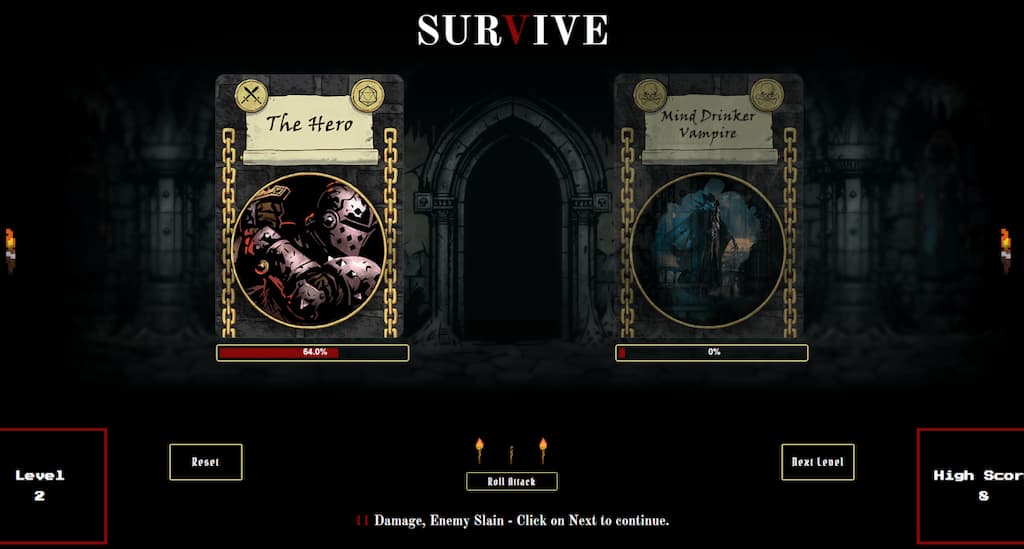 SURVIVE
The Hero
Mind Drinker
Vampire
64.0%
0%
Level
2
Reset
Roll Attack
Next Level
High Scor
8
11 Damage, Enemy Slain - Click on Next to continue.